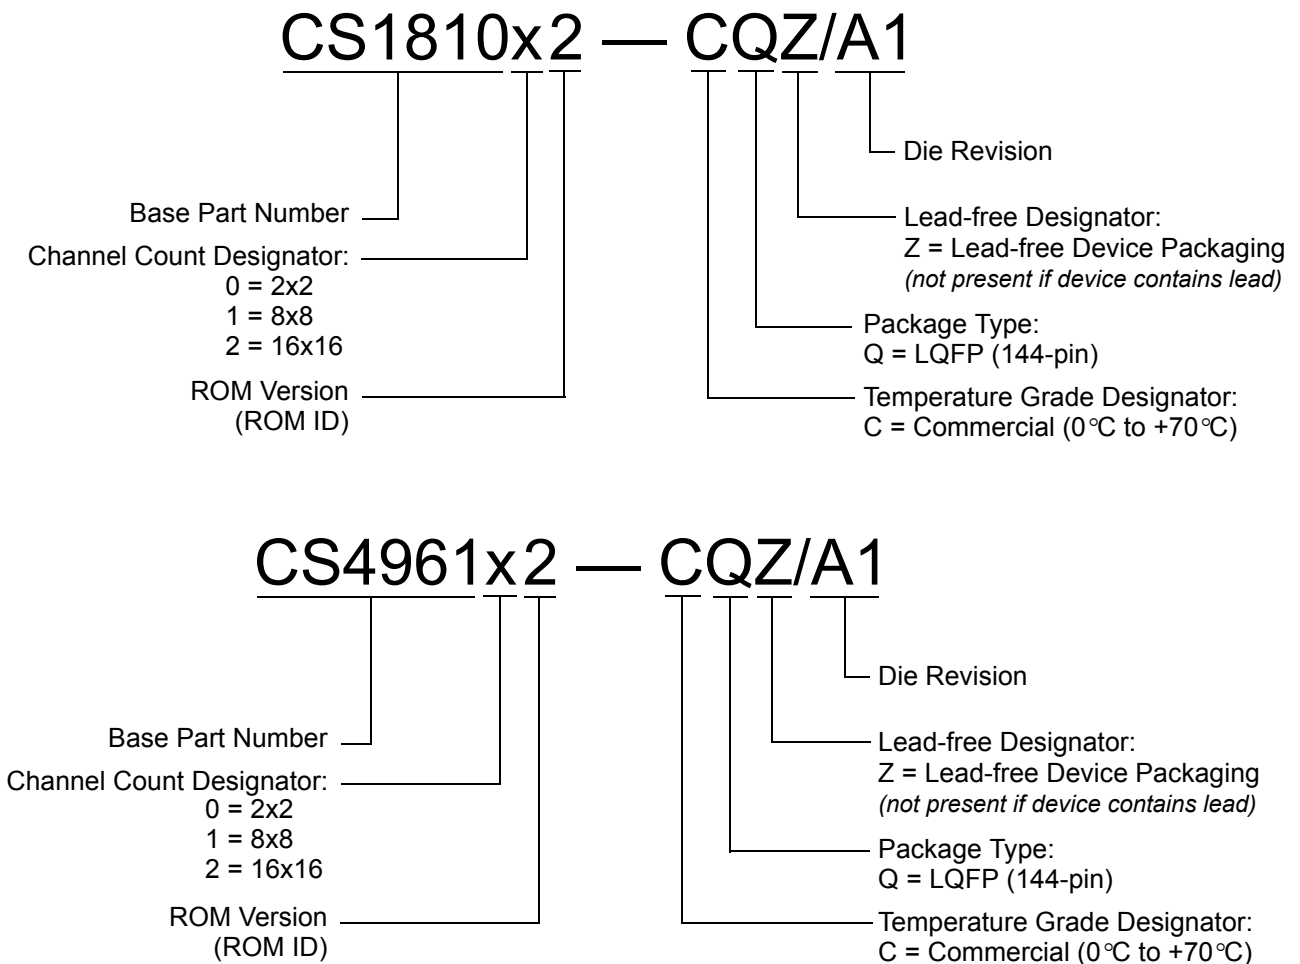 CS1810x2 — CQZ/A1
Die Revision
Base Part Number
Lead-free Designator:
Z = Lead-free Device Packaging
(not present if device contains lead)
Channel Count Designator:
0 = 2x2
1 = 8x8
2 = 16x16
Package Type:
Q = LQFP (144-pin)
ROM Version
(ROM ID)
Temperature Grade Designator:
C = Commercial (0°C to +70°C)
CS4961x2 — CQZ/A1
Die Revision
Base Part Number
Lead-free Designator:
Z = Lead-free Device Packaging
(not present if device contains lead)
Channel Count Designator:
0 = 2x2
1 = 8x8
2 = 16x16
Package Type:
Q = LQFP (144-pin)
ROM Version
(ROM ID)
Temperature Grade Designator:
C = Commercial (0°C to +70°C)